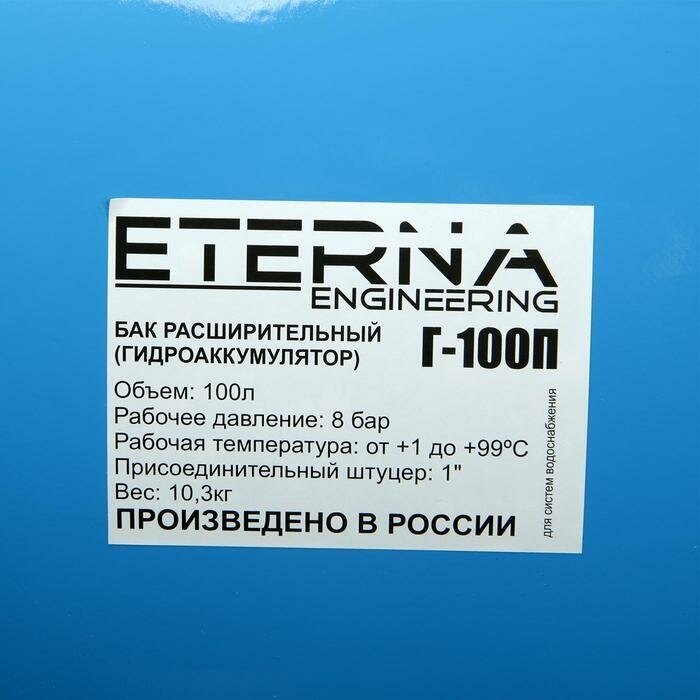 ETERNA
ENGINEERING
БАК РАСШИРИТЕЛЬНЫЙ
(ГИДРОАККУМУЛЯТОР)
Г-100П
Объем: 100л
Рабочее давление: 8 бар
Рабочая температура: от +1 до +99ºС
Присоединительный штуцер: 1"
Вес: 10,3кг
ПРОИЗВЕДЕНО В РОССИИ
для систем водоснабжения